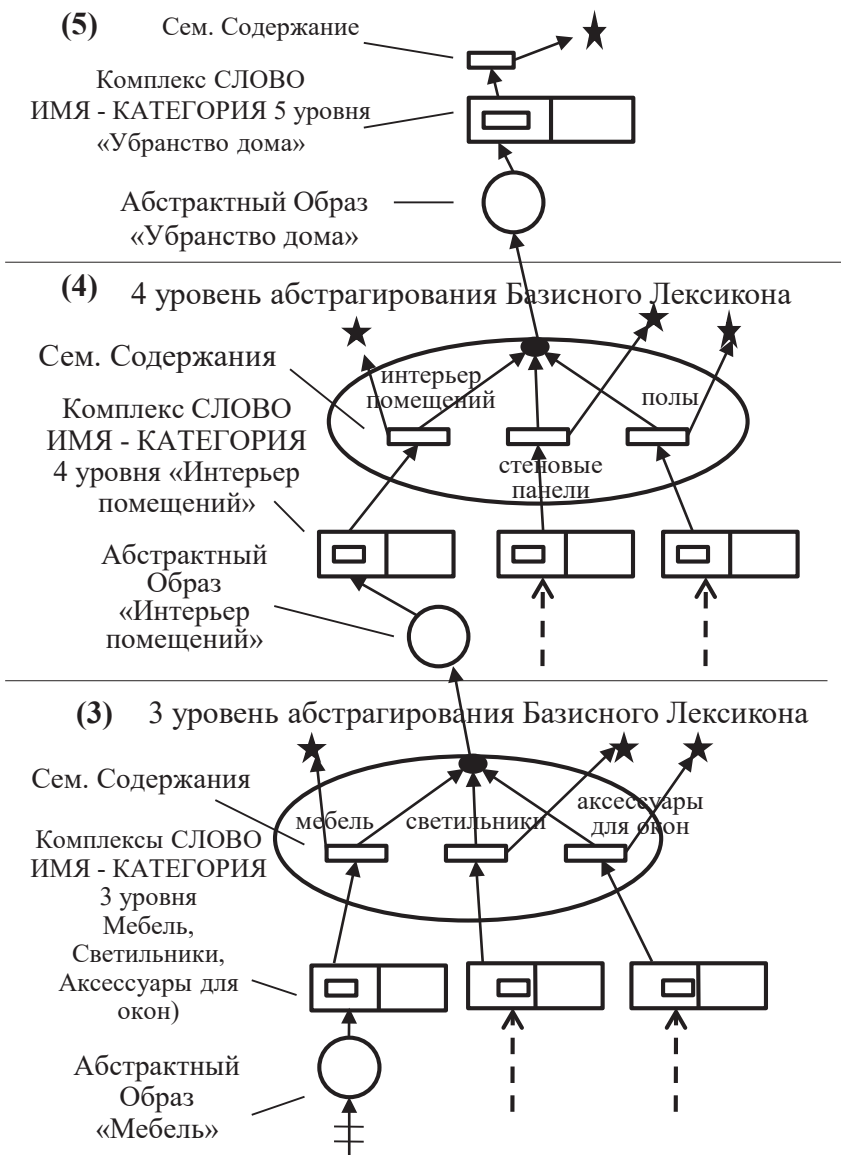 (5)
Сем. Содержание
Комплекс СЛОВО
ИМЯ - КАТЕГОРИЯ 5 уровня
«Убранство дома»
Абстрактный Образ
«Убранство дома»
(4) 4 уровень абстрагирования Базисного Лексикона
Сем. Содержания
интерьер
помещений
полы
стеновые
панели
Комплекс СЛОВО
ИМЯ - КАТЕГОРИЯ
4 уровня «Интерьер
помещений»
Абстрактный
Образ
«Интерьер
помещений»
(3) 3 уровень абстрагирования Базисного Лексикона
Сем. Содержания
мебель
светильники
аксессуары
для окон
Комплексы СЛОВО
ИМЯ - КАТЕГОРИЯ
3 уровня
Мебель,
Светильники,
Аксессуары для
окон)
Абстрактный
Образ
«Мебель»